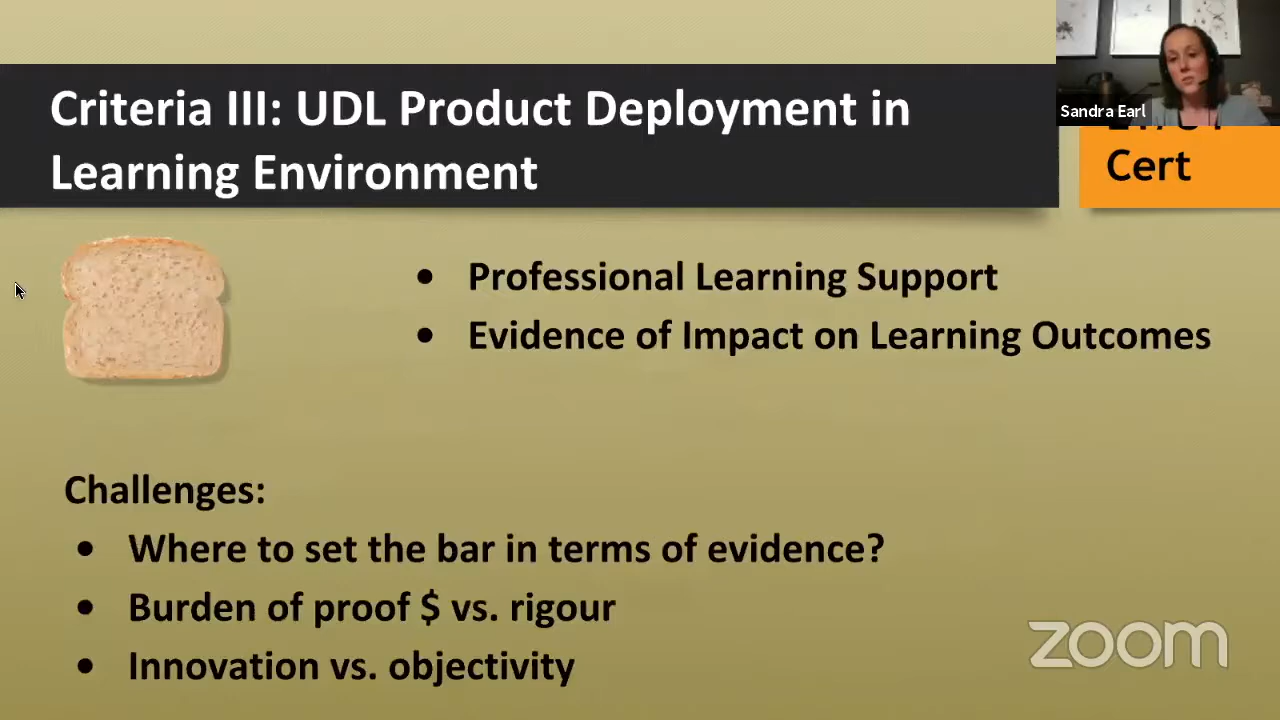 Criteria III: UDL Product Deployment in
Learning Environment
Sandra Earl
Cert
• Professional Learning Support
• Evidence of Impact on Learning Outcomes
Challenges:
• Where to set the bar in terms of evidence?
• Burden of proof $ vs. rigour
• Innovation vs. objectivity
zoom